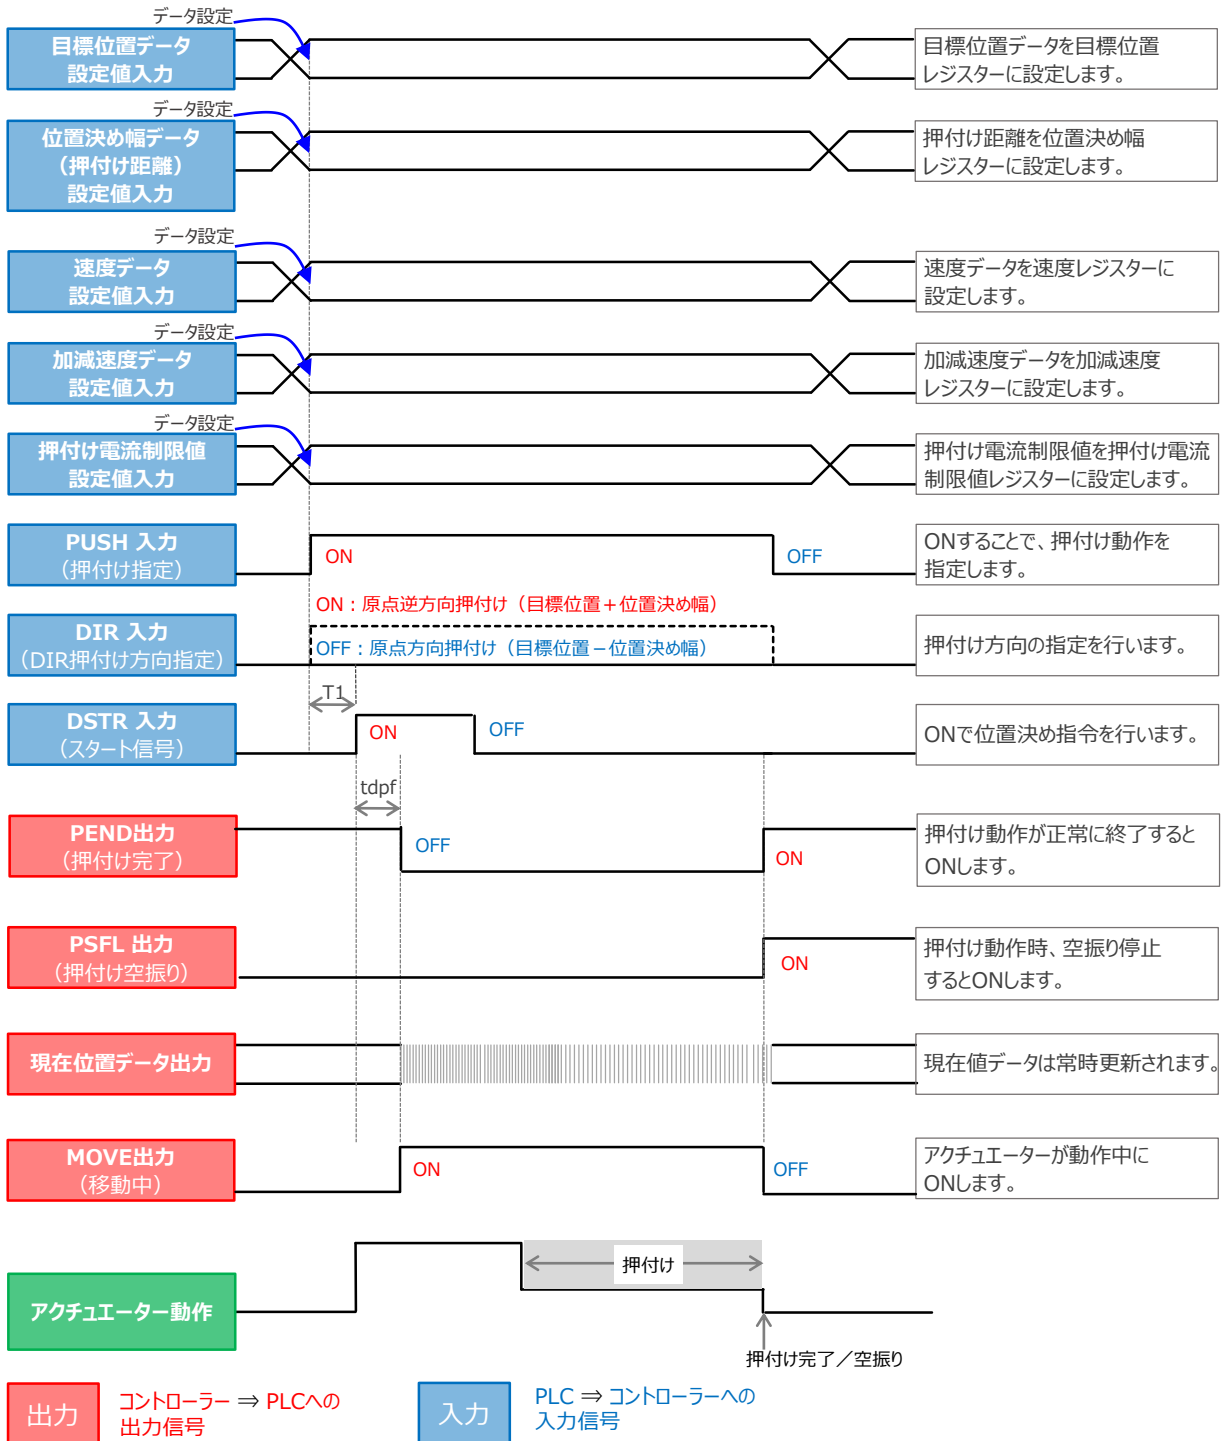 データ設定
目標位置データ
設定値入力
目標位置データを目標位置
レジスターに設定します。
データ設定
位置決め幅データ
（押付け距離）
設定値入力
押付け距離を位置決め幅
レジスターに設定します。
データ設定
速度データ
設定値入力
速度データを速度レジスターに
設定します。
データ設定
加減速度データ
設定値入力
加減速度データを加減速度
レジスターに設定します。
データ設定
押付け電流制限値
設定値入力
押付け電流制限値を押付け電流
制限値レジスターに設定します。
PUSH 入力
（押付け指定）
ON
OFF
ONすることで、押付け動作を
指定します。
ON：原点逆方向押付け（目標位置＋位置決め幅）
DIR 入力
（DIR押付け方向指定）
OFF：原点方向押付け（目標位置－位置決め幅）
押付け方向の指定を行います。
T1
DSTR 入力
（スタート信号）
ON
OFF
ONで位置決め指令を行います。
tdpf
PEND出力
（押付け完了）
OFF
ON
押付け動作が正常に終了すると
ONします。
PSFL 出力
（押付け空振り）
ON
押付け動作時、空振り停止
するとONします。
現在位置データ出力
現在値データは常時更新されます。
MOVE出力
（移動中）
ON
OFF
アクチュエーターが動作中に
ONします。
押付け
アクチュエーター動作
押付け完了／空振り
出力
コントローラー ⇒ PLCへの
出力信号
入力
PLC ⇒ コントローラーへの
入力信号